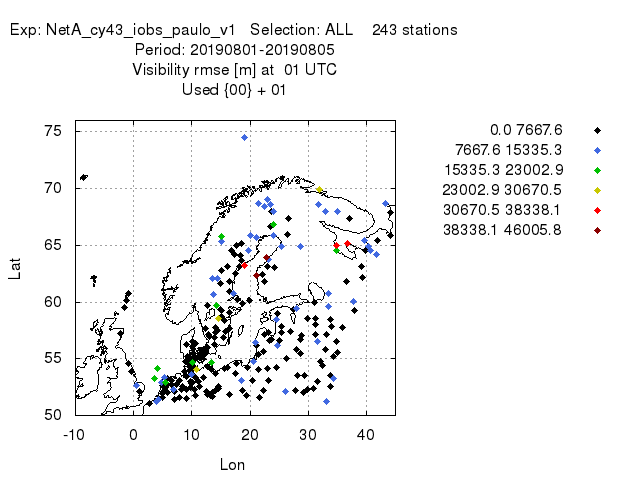 Exp: NetA_cy43_iobs_paulo_v1 Selection: ALL 243 stations
Period: 20190801-20190805
Visibility rmse [m] at 01 UTC
Used {00} + 01
0.0 7667.6
7667.6 15335.3
15335.3 23002.9
23002.9 30670.5
30670.5 38338.1
38338.1 46005.8
75
70
65
60
55
50
Lat
-10 0 10 20 30 40
Lon